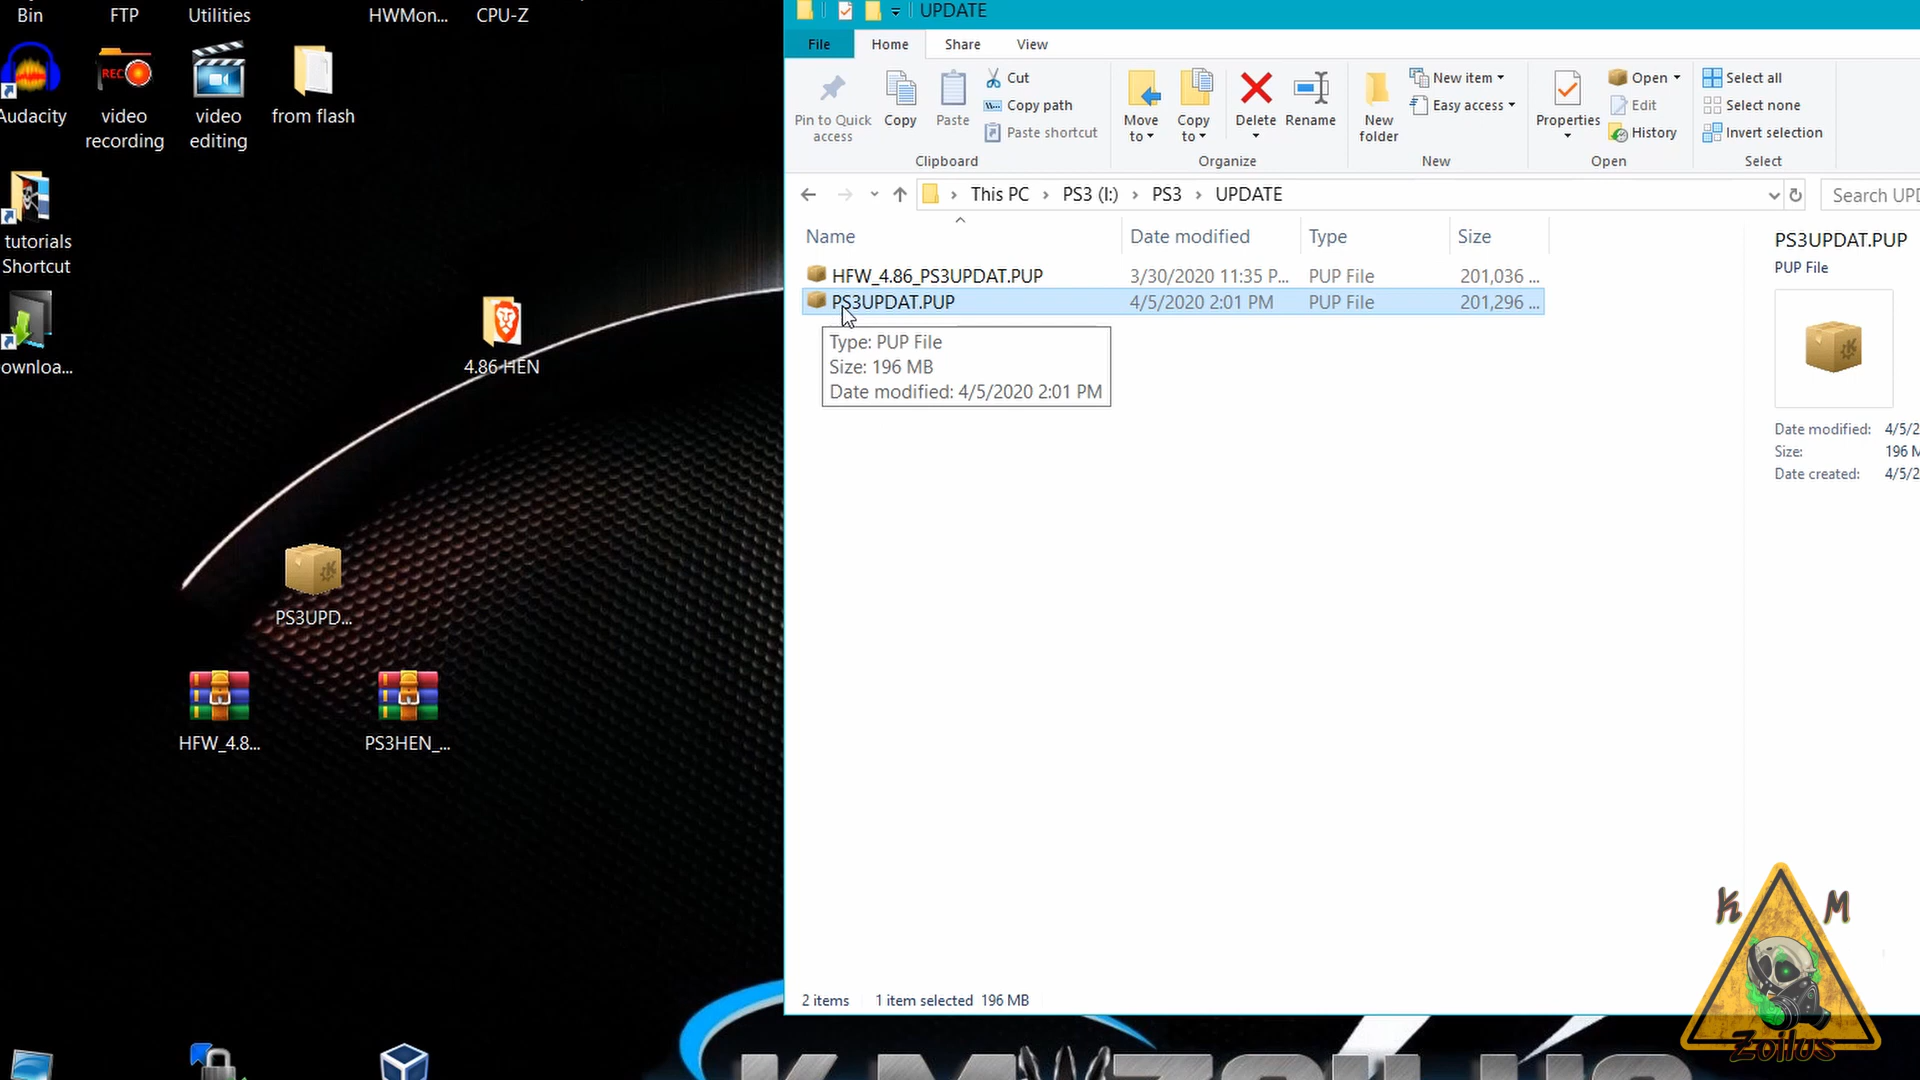 Bin
FTP
Utilities
HWMon...
CPU-Z
Audacity
REC
video
recording
video
editing
from flash
tutorials
Shortcut
ownloa...
4.86-HEN
PS3UPD...
HFW_4.8...
PS3HEN_...
UPDATE
File
Home
Share
View
Pin to Quick
access
Copy
Paste
Cut
Copy path
Paste shortcut
Clipboard
Move
to
Copy
to
Delete
Rename
Organize
New
folder
New item
Easy access
New
Properties
Open
Edit
History
Open
Select all
Select none
Invert selection
Select
This PC
PS3 (I:)
PS3
UPDATE
Search UPD
Name
Date modified
Type
Size
HFW_4.86_PS3UPDAT.PUP
3/30/2020 11:35 P...
PUP File
201,036 ...
PS3UPDAT.PUP
4/5/2020 2:01 PM
PUP File
201,296 ...
Type: PUP File
Size: 196 MB
Date modified: 4/5/2020 2:01 PM
PS3UPDAT.PUP
PUP File
Date modified: 4/5/2
Size: 196 M
Date created: 4/5/2
2 items
1 item selected 196 MB
K M
Zoilus